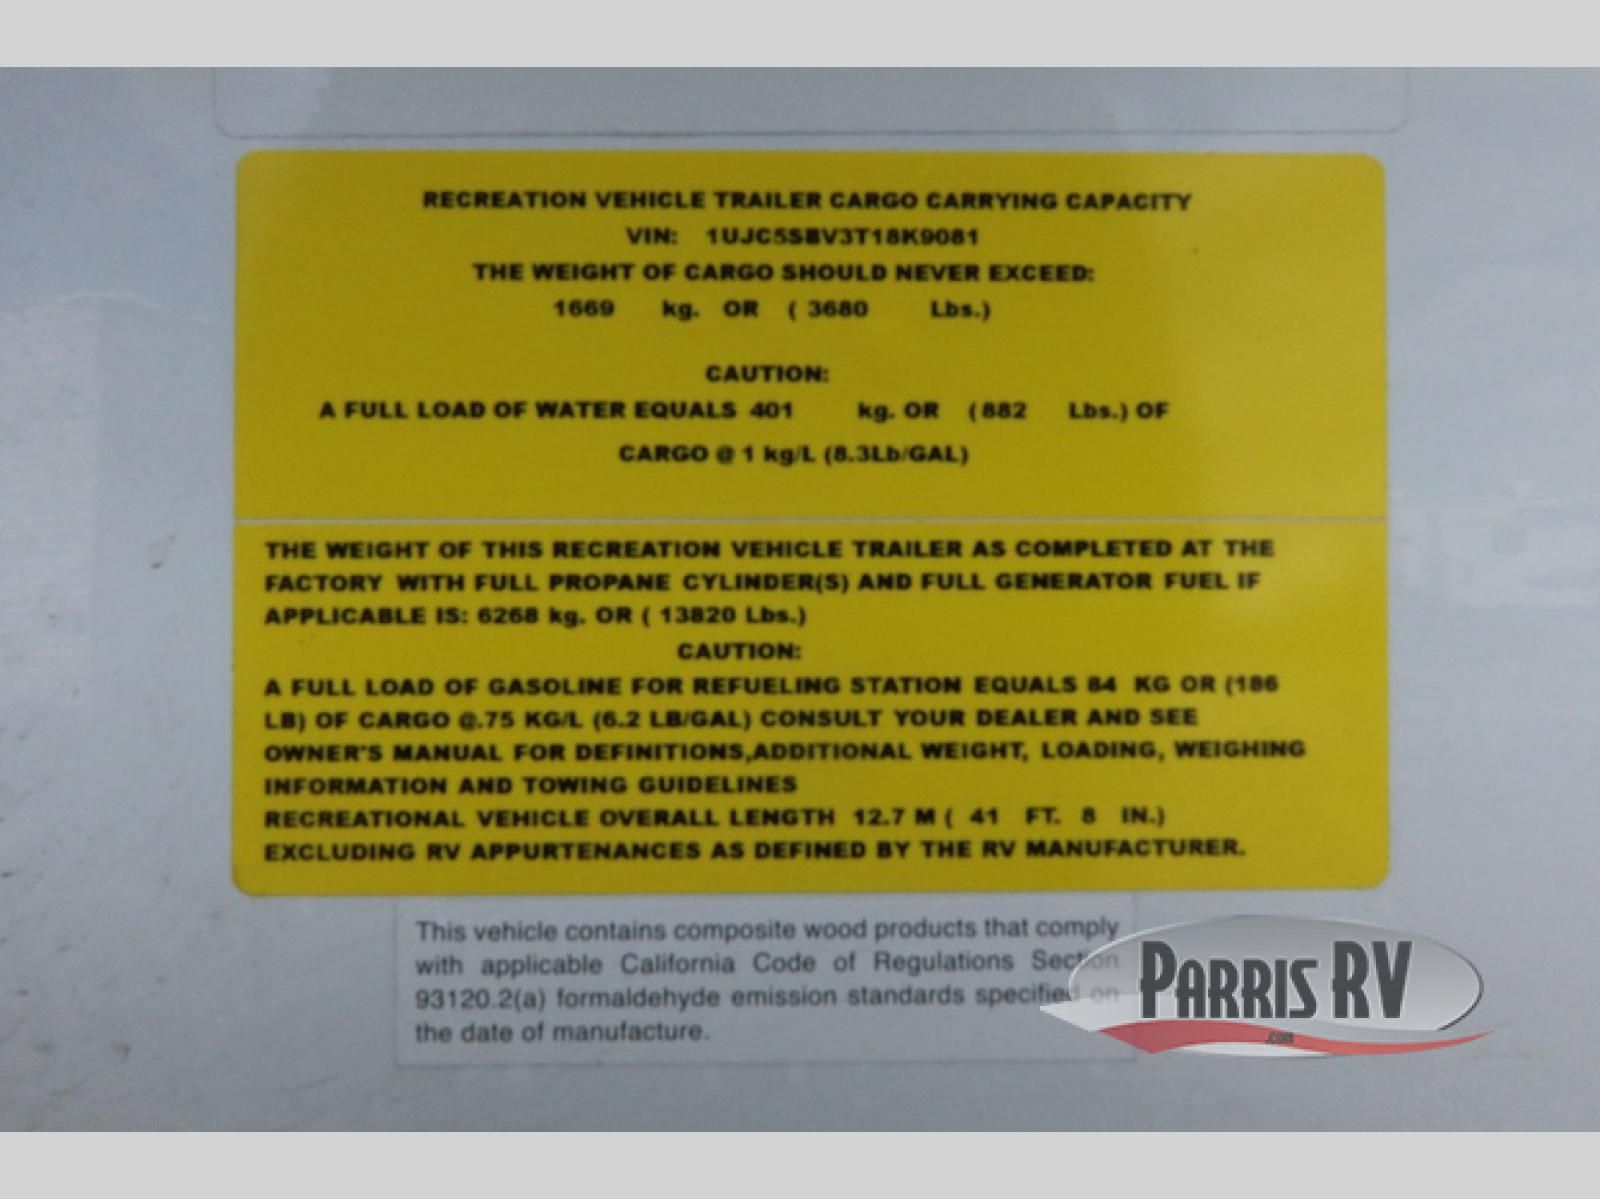 RECREATION VEHICLE TRAILER CARGO CARRYING CAPACITY
VIN: 1UJC5SBV3T18K9081
THE WEIGHT OF CARGO SHOULD NEVER EXCEED:
1669 kg. OR ( 3680 Lbs.)
CAUTION:
A FULL LOAD OF WATER EQUALS 401 kg. OR (882 Lbs.) OF
CARGO @ 1 kg/L (8.3Lb/GAL)
THE WEIGHT OF THIS RECREATION VEHICLE TRAILER AS COMPLETED AT THE
FACTORY WITH FULL PROPANE CYLINDER(S) AND FULL GENERATOR FUEL IF
APPLICABLE IS: 6268 kg. OR ( 13820 Lbs.)
CAUTION:
A FULL LOAD OF GASOLINE FOR REFUELING STATION EQUALS 84 KG OR (186
LB) OF CARGO @.75 KG/L (6.2 LB/GAL) CONSULT YOUR DEALER AND SEE
OWNER'S MANUAL FOR DEFINITIONS,ADDITIONAL WEIGHT, LOADING, WEIGHING
INFORMATION AND TOWING GUIDELINES
RECREATIONAL VEHICLE OVERALL LENGTH 12.7 M ( 41 FT. 8 IN.)
EXCLUDING RV APPURTENANCES AS DEFINED BY THE RV MANUFACTURER.
This vehicle contains composite wood products that comply
with applicable California Code of Regulations Section
93120.2(a) formaldehyde emission standards specified on
the date of manufacture.
PARRIS RV
.COM